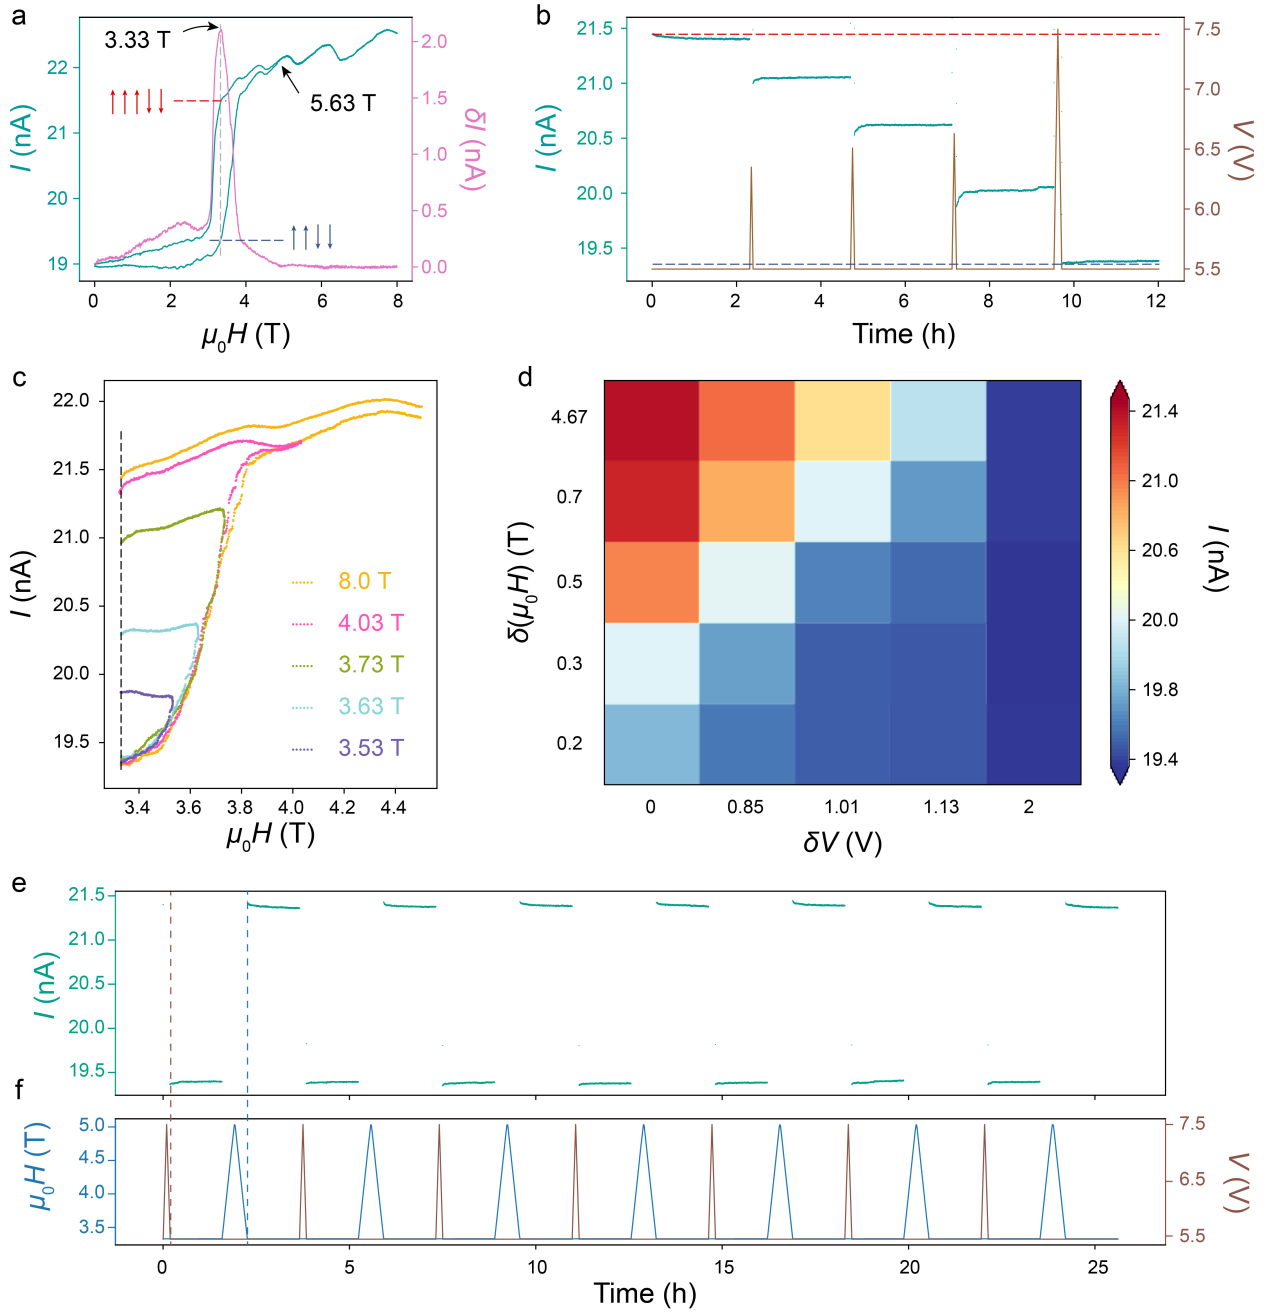 a
3.33 T
5.63 T
22
21
20
19
I (nA)
2.0
1.5
1.0
0.5
0.0
δI (nA)
0 2 4 6 8
μ0H (T)
b
21.5
21.0
20.5
20.0
19.5
I (nA)
7.5
7.0
6.5
6.0
5.5
V (V)
0 2 4 6 8 10 12
Time (h)
c
22.0
21.5
21.0
20.5
20.0
19.5
I (nA)
8.0 T
4.03 T
3.73 T
3.63 T
3.53 T
3.4 3.6 3.8 4.0 4.2 4.4
μ0H (T)
d
4.67
0.7
0.5
0.3
0.2
δ(μ0H) (T)
0 0.85 1.01 1.13 2
δV (V)
21.4
21.0
20.6
20.0
19.8
19.4
I (nA)
e
21.5
21.0
20.5
20.0
19.5
I (nA)
f
5.0
4.5
4.0
3.5
μ0H (T)
7.5
6.5
5.5
V (V)
0 5 10 15 20 25
Time (h)